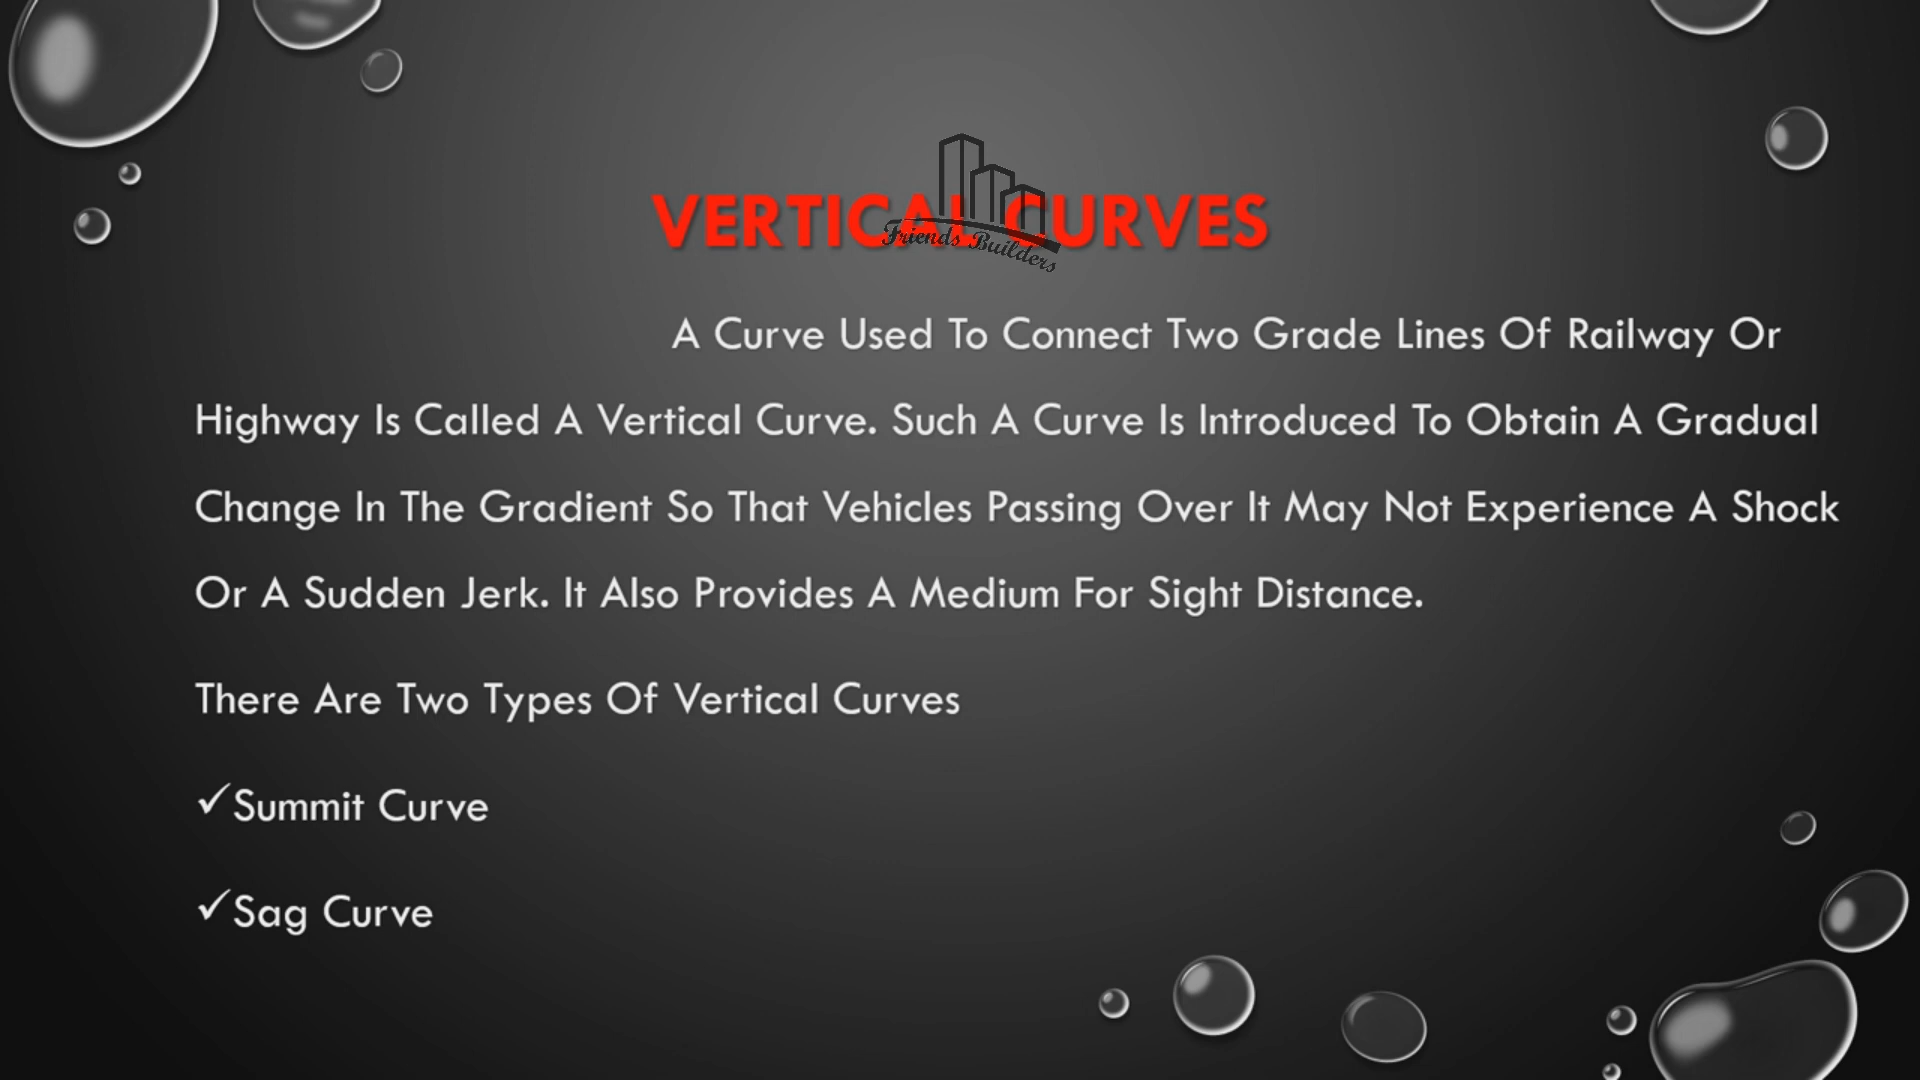 VERTICAL CURVES
Friends Builders
A Curve Used To Connect Two Grade Lines Of Railway Or
Highway Is Called A Vertical Curve. Such A Curve Is Introduced To Obtain A Gradual
Change In The Gradient So That Vehicles Passing Over It May Not Experience A Shock
Or A Sudden Jerk. It Also Provides A Medium For Sight Distance.
There Are Two Types Of Vertical Curves
✓Summit Curve
✓Sag Curve